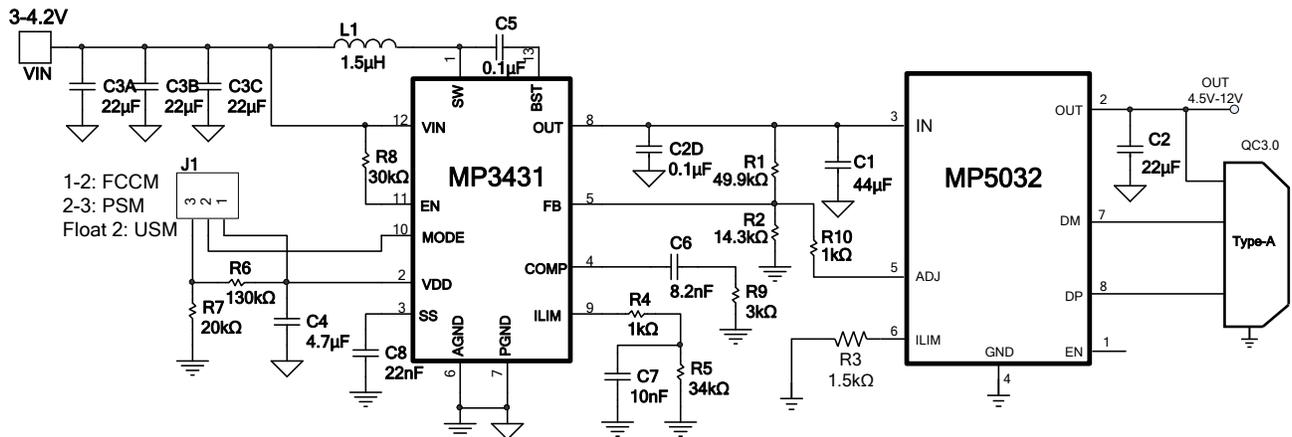 3-4.2V
VIN
L1
1.5µH
C5
0.1µF
1
13
C3A
22µF
C3B
22µF
C3C
22µF
SW
BST
12
VIN
OUT
8
MP3431
R8
30kΩ
11
EN
FB
5
10
MODE
COMP
4
2
VDD
3
SS
ILIM
9
AGND
PGND
6
7
J1
3
2
1
1-2: FCCM
2-3: PSM
Float 2: USM
R6
130kΩ
R7
20kΩ
C4
4.7µF
C8
22nF
C2D
0.1µF
R1
49.9kΩ
C1
44µF
R2
14.3kΩ
R10
1kΩ
C6
8.2nF
R9
3kΩ
R4
1kΩ
C7
10nF
R5
34kΩ
3
IN
OUT
2
MP5032
DM
7
5
ADJ
DP
8
6
ILIM
GND
4
EN
1
R3
1.5kΩ
OUT
4.5V-12V
C2
22µF
QC3.0
Type-A